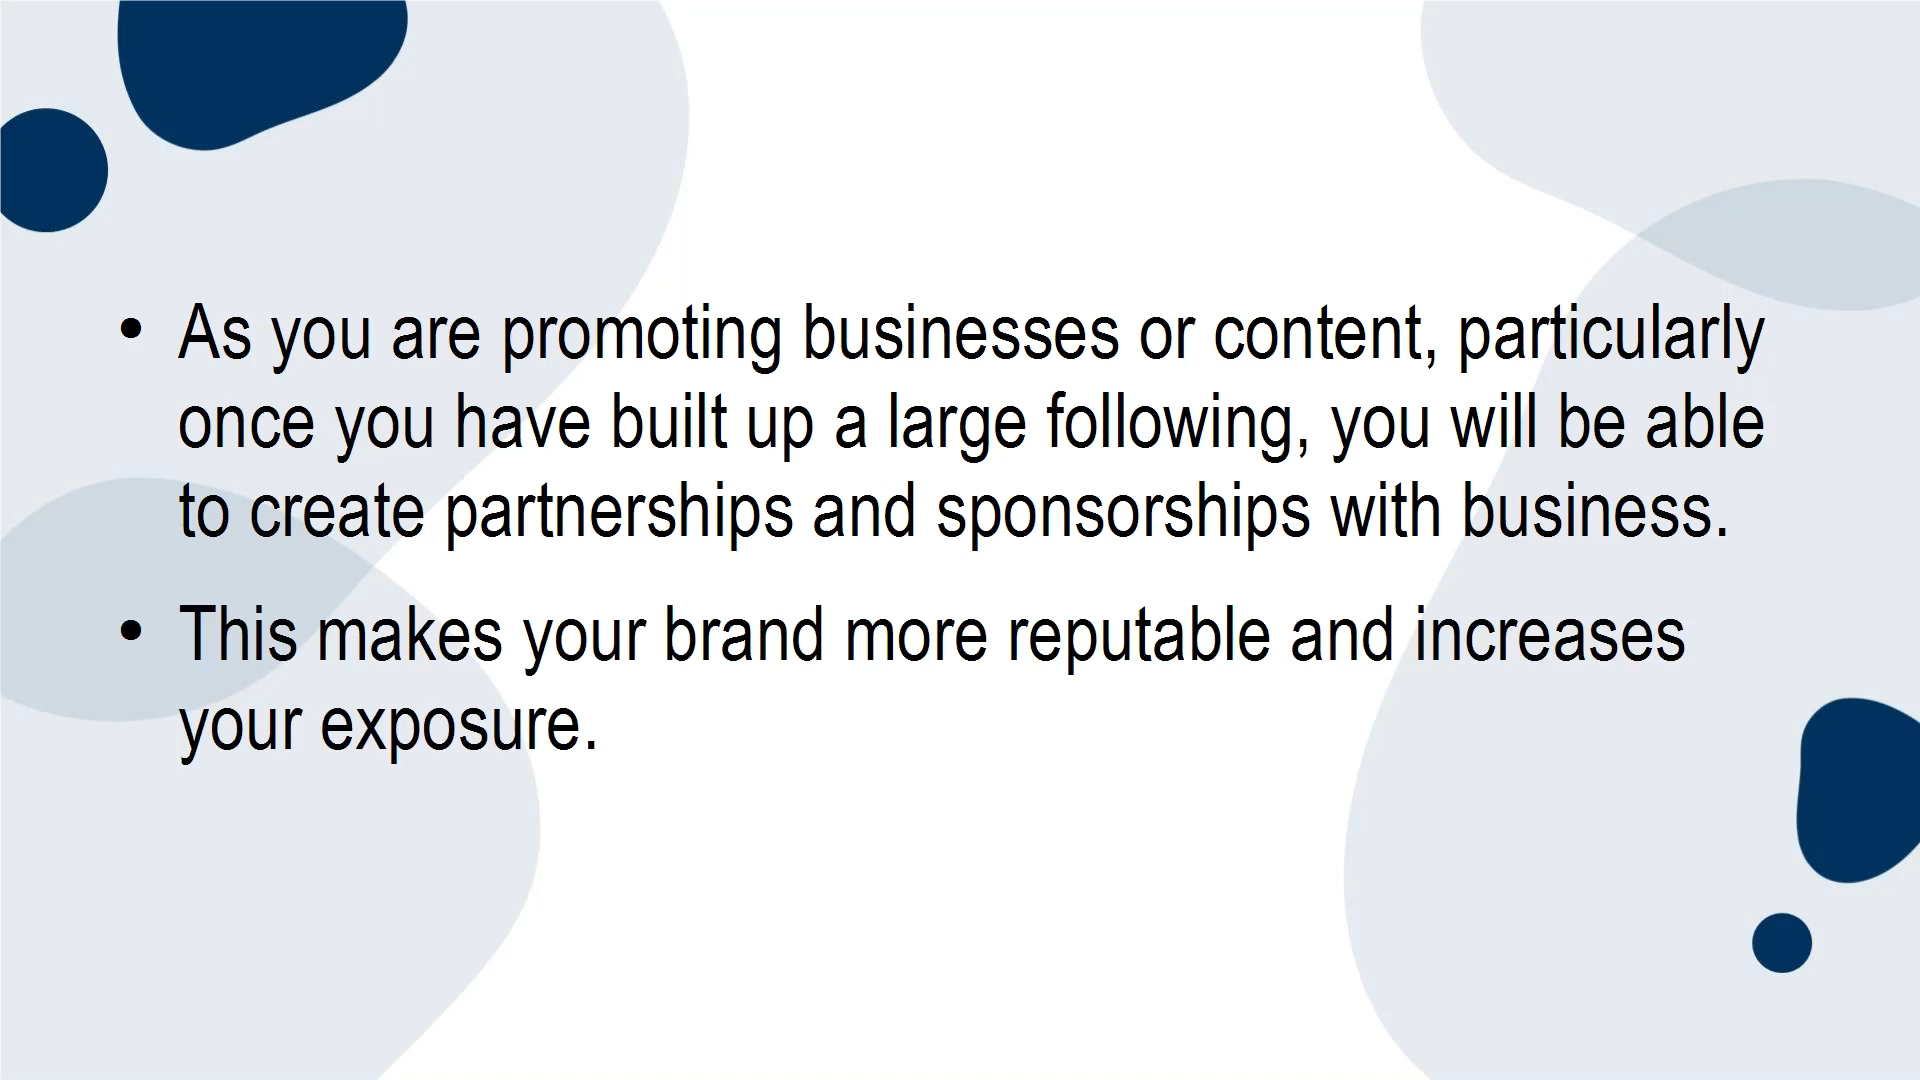 • As you are promoting businesses or content, particularly
once you have built up a large following, you will be able
to create partnerships and sponsorships with business.
• This makes your brand more reputable and increases
your exposure.